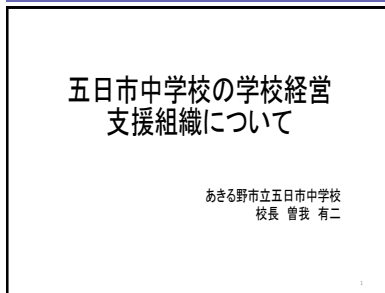 五日市中学校の学校経営
支援組織について
あきる野市立五日市中学校
校長 曽我 有二
1